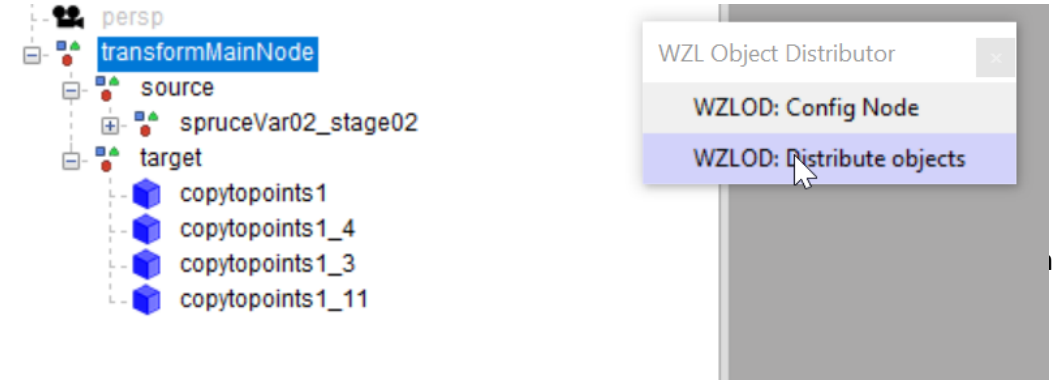 persp
transformMainNode
source
spruceVar02_stage02
target
copytopoints1
copytopoints1_4
copytopoints1_3
copytopoints1_11
WZL Object Distributor
WZLOD: Config Node
WZLOD: Distribute objects